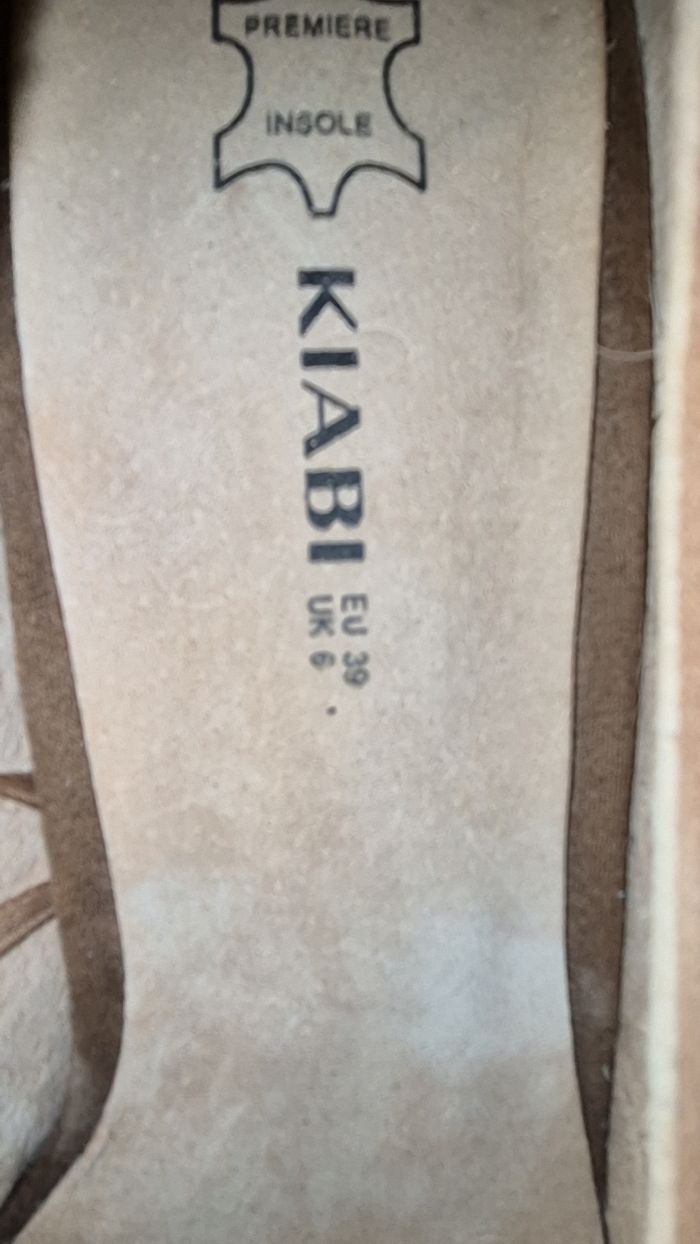 PREMIERE
INSOLE
KIABI
EU 39
UK 6